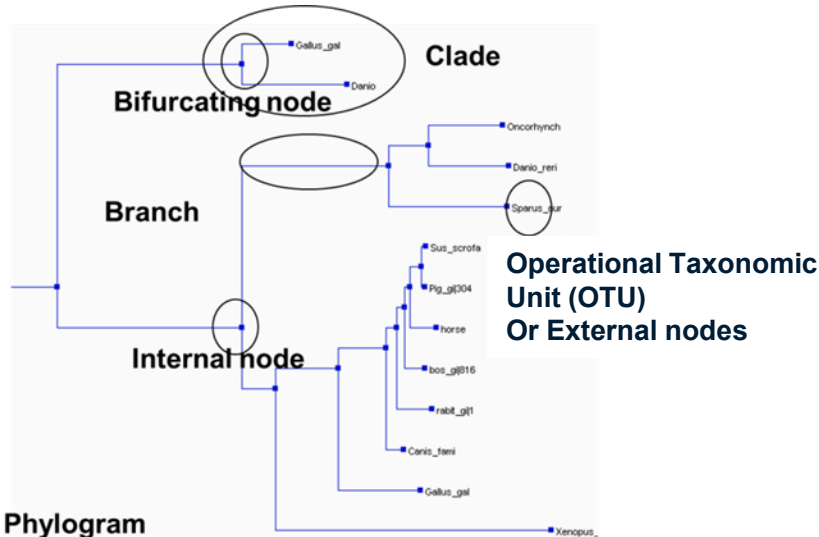 Gallus_gal
Clade
Danio
Bifurcating node
Oncorhynch
Danio_reri
Branch
Sparus_aur
Sus_scrofa
Operational Taxonomic
Unit (OTU)
Or External nodes
Pig_gi|304
horse
Internal node
bos_gi|816
rabit_gi|1
Canis_fami
Gallus_gal
Phylogram
Xenopus_